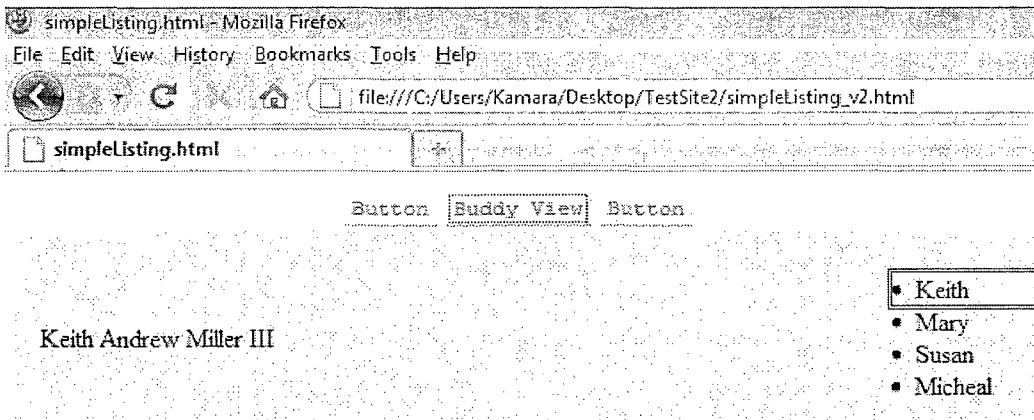 simpleListing.html - Mozilla Firefox
File Edit View History Bookmarks Tools Help
file:///C:/Users/Kamara/Desktop/TestSite2/simpleListing_v2.html
simpleListing.html
Button Buddy View Button
Keith
Keith Andrew Miller III
Mary
Susan
Micheal